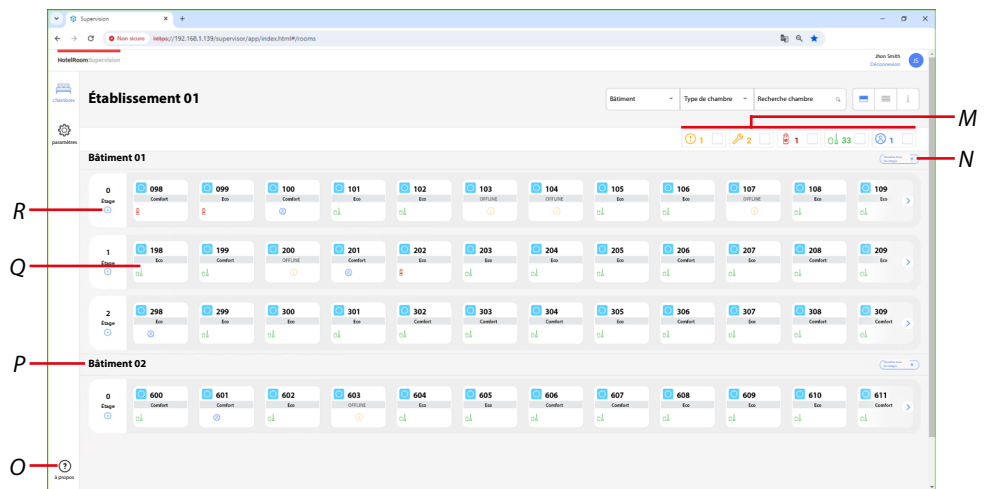 Supervision
Non sicuro https://192.168.1.139/supervisor/app/index.html#/rooms
HotelRoomSupervision
Jhon Smith
Déconnexion
JS
chambres
Établissement 01
Bâtiment
Type de chambre
Recherche chambre
paramètres
M
1 2 1 33 1
Bâtiment 01
N
R
0 Étage
098 099 100 101 102 103 104 105 106 107 108 109
Comfort Eco Comfort Eco Eco OFFLINE OFFLINE Eco Eco OFFLINE Eco Eco
Q
1 Étage
198 199 200 201 202 203 204 205 206 207 208 209
Eco Comfort OFFLINE Comfort Eco Eco Eco Eco Comfort Eco Comfort Eco
2 Étage
298 299 300 301 302 303 304 305 306 307 308 309
Eco Eco Eco Eco Comfort Comfort Comfort Eco Comfort Eco Comfort Comfort
P
Bâtiment 02
0 Étage
600 601 602 603 604 605 606 607 608 609 610 611
Comfort Comfort Eco OFFLINE Eco Eco Comfort Comfort Eco Eco Eco Comfort
O
à propos